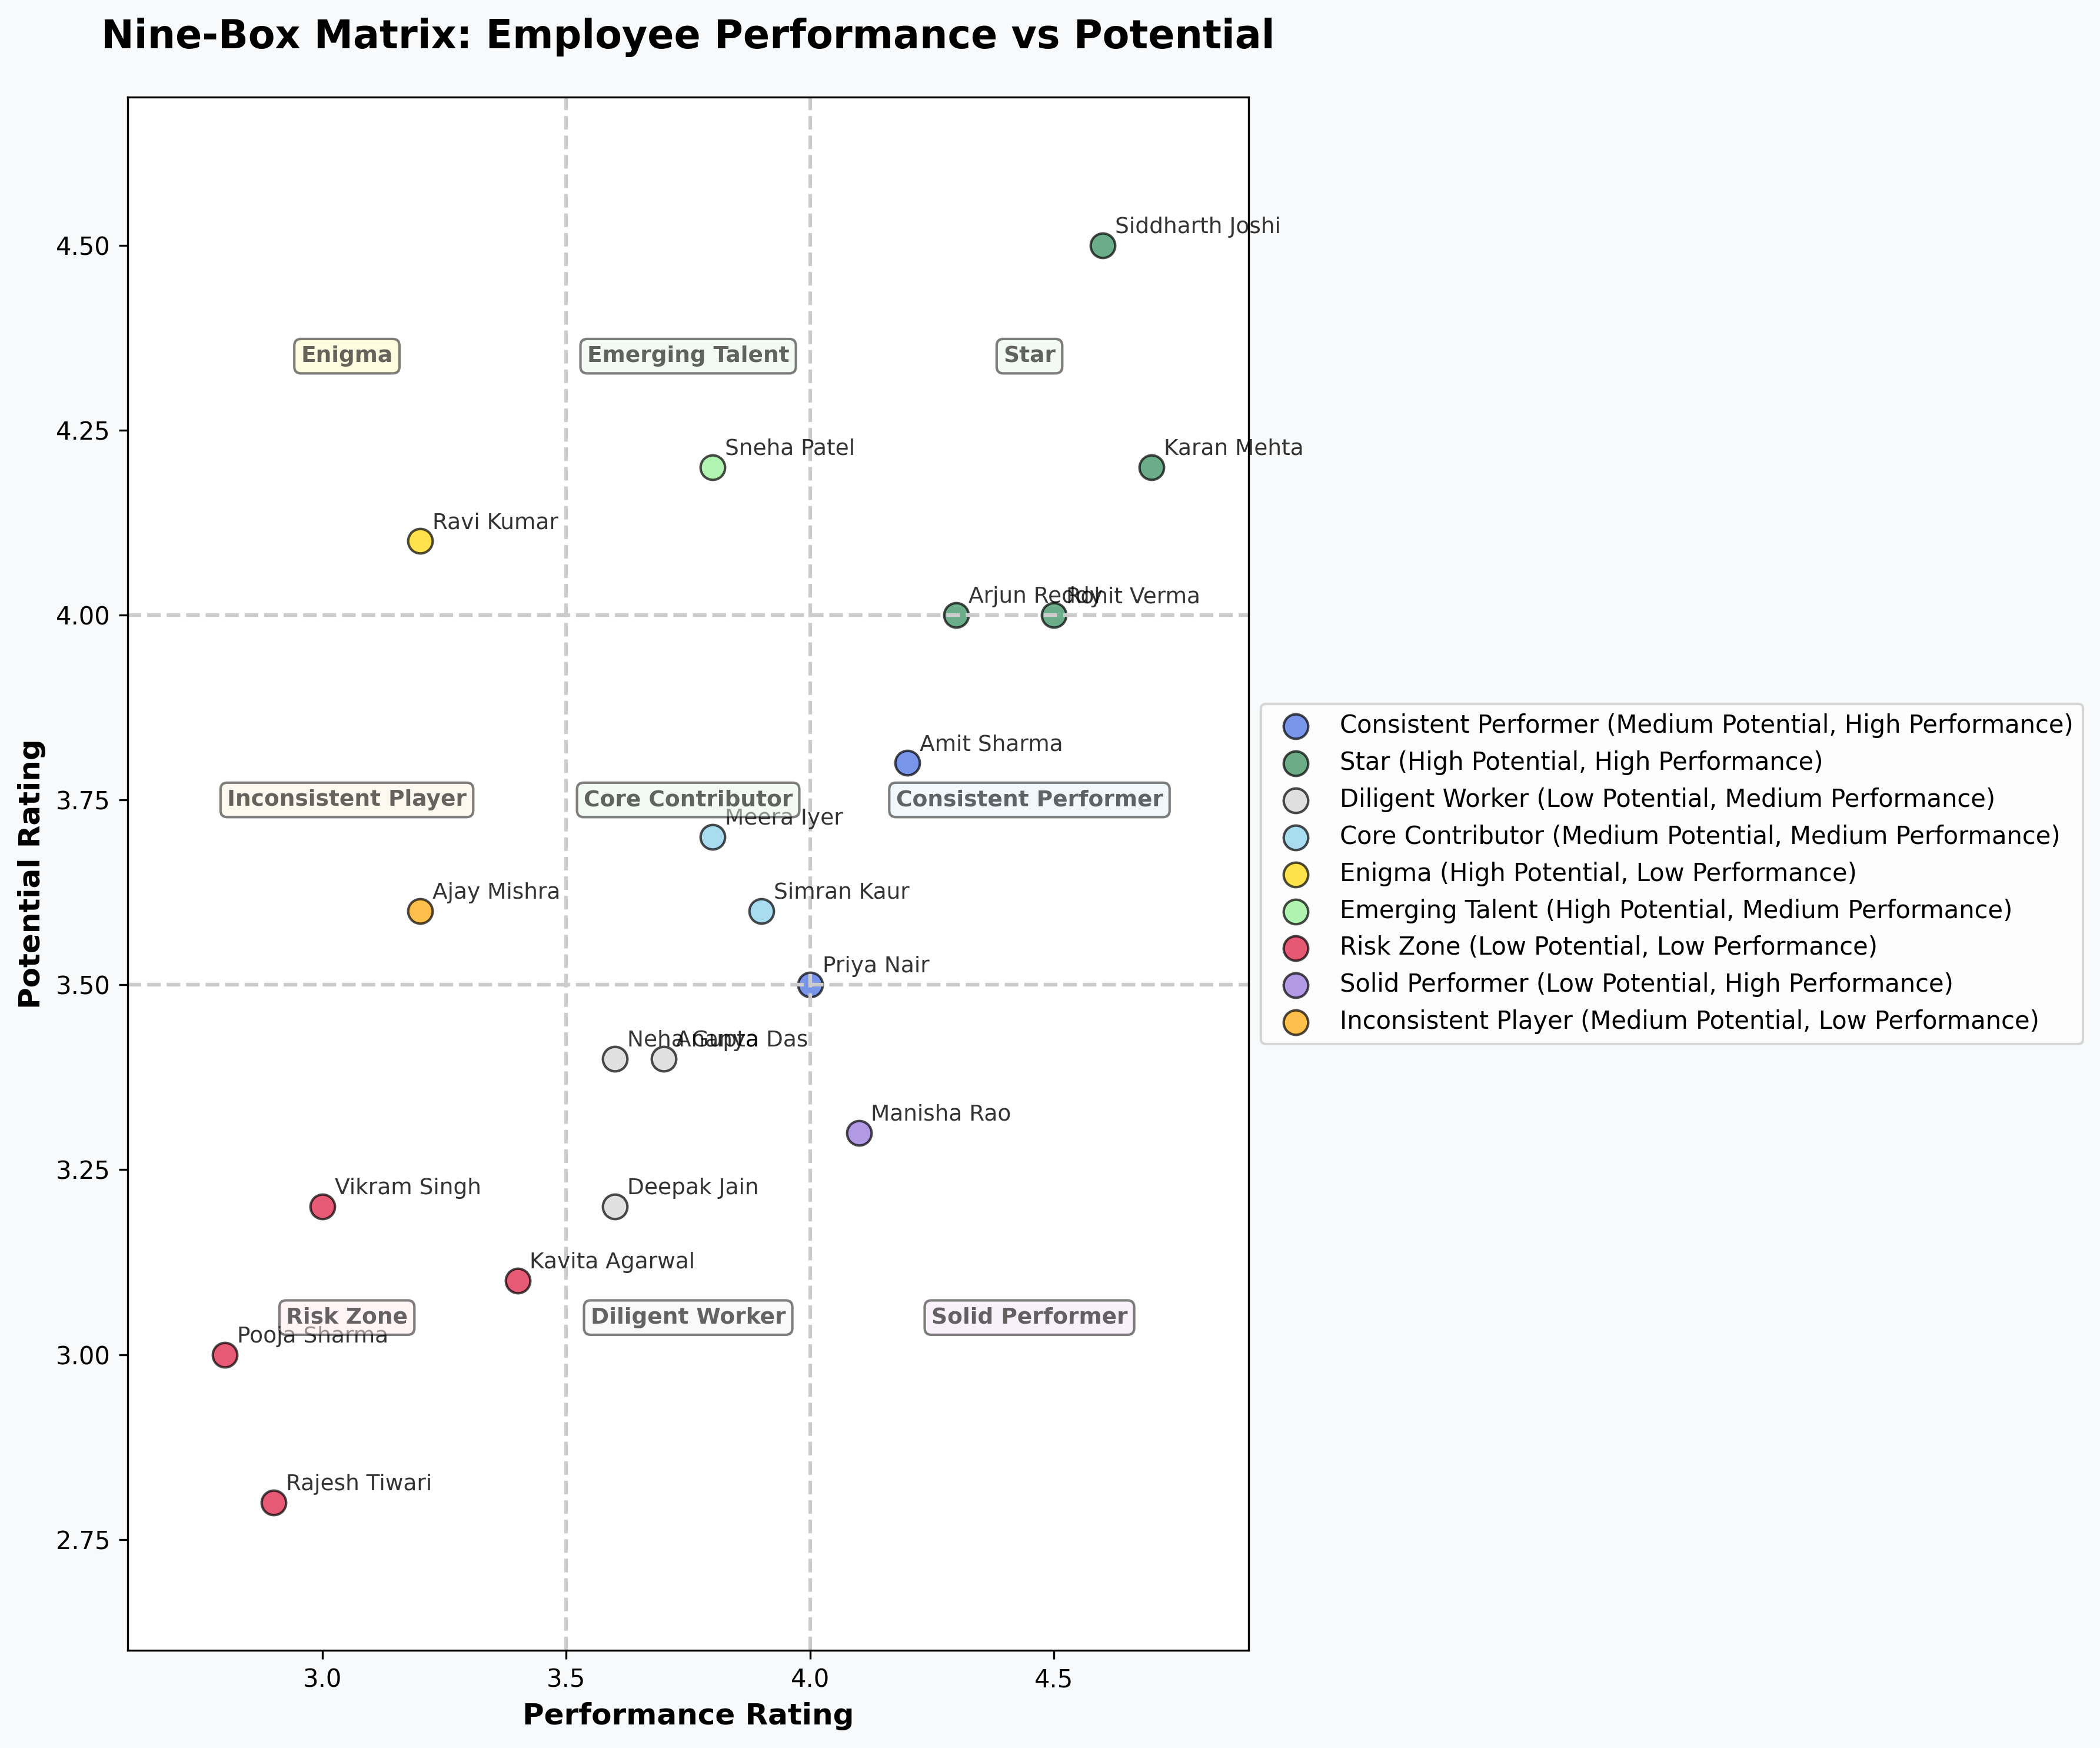 Nine-Box Matrix: Employee Performance vs Potential
Siddharth Joshi
4.50
Enigma
Emerging Talent
Star
4.25
Sneha Patel
Karan Mehta
Ravi Kumar
4.00
Arjun Reddy
Rohit Verma
Amit Sharma
3.75
Inconsistent Player
Core Contributor
Consistent Performer
Meera Iyer
Ajay Mishra
Simran Kaur
Priya Nair
3.50
Neha Gupta
Ananya Das
Manisha Rao
3.25
Vikram Singh
Deepak Jain
Kavita Agarwal
Risk Zone
Diligent Worker
Solid Performer
Pooja Sharma
3.00
Rajesh Tiwari
2.75
3.0
3.5
4.0
4.5
Performance Rating
Potential Rating
Consistent Performer (Medium Potential, High Performance)
Star (High Potential, High Performance)
Diligent Worker (Low Potential, Medium Performance)
Core Contributor (Medium Potential, Medium Performance)
Enigma (High Potential, Low Performance)
Emerging Talent (High Potential, Medium Performance)
Risk Zone (Low Potential, Low Performance)
Solid Performer (Low Potential, High Performance)
Inconsistent Player (Medium Potential, Low Performance)